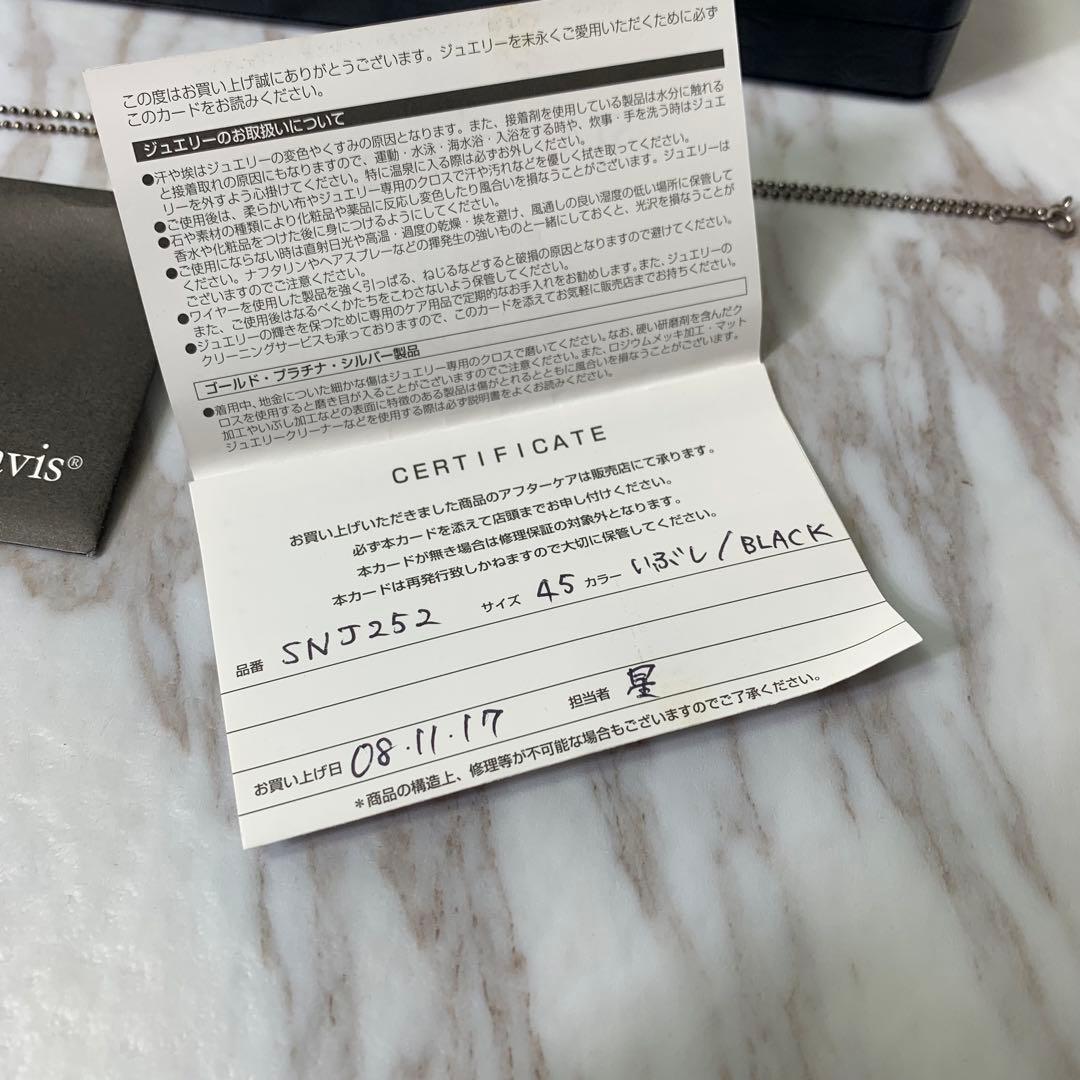 この度はお買い上げ誠にありがとうございます。ジュエリーを末永くご愛用いただくために必ず
このカードをお読みください。
ジュエリーのお取扱いについて
●汗や埃はジュエリーの変色やくすみの原因となります。また、接着剤を使用している製品は水分に触れる
と接着取れの原因にもなりますので、運動・水泳・海水浴・入浴をする時や、炊事・手を洗う時はジュエ
リーを外すよう心掛けてください。特に温泉に入る際は必ずお外しください。
●ご使用後は、柔らかい布やジュエリー専用のクロスで汗や汚れなどを優しく拭き取ってください。
●石や素材の種類により化粧品や薬品に反応し変色したり風合いを損なうことがございます。ジュエリーは
香水や化粧品をつけた後に身につけるようにしてください。
●ご使用にならない時は直射日光や高温・過度の乾燥・埃を避け、風通しの良い湿度の低い場所に保管して
ください。ナフタリンやヘアスプレーなどの揮発生の強いものと一緒にしておくと、光沢を損なうことが
ございますのでご注意ください。
●ワイヤーを使用した製品を強く引っぱる、ねじるなどすると破損の原因となりますので避けてください。
また、ご使用後はなるべくかたちをこわさないよう保管してください。
●ジュエリーの輝きを保つために専用のケア用品で定期的なお手入れをお勧めします。また、ジュエリーの
クリーニングサービスも承っておりますので、このカードを添えてお気軽に販売店までお持ちください。
ゴールド・プラチナ・シルバー製品
●着用中、地金についた細かな傷はジュエリー専用のクロスで磨いてください。なお、硬い研磨剤を含んだク
ロスを使用すると磨き目が入ることがございますのでご注意ください。また、ロジウムメッキ加工・マット
加工やいぶし加工などの表面に特徴のある製品は傷がとれるとともに風合いを損なうことがございます。
ジュエリークリーナーなどを使用する際は必ず説明書をよくお読みください。
CERTIFICATE
お買い上げいただきました商品のアフターケアは販売店にて承ります。
必ず本カードを添えて店頭までお申し付けください。
本カードが無き場合は修理保証の対象外となります。
本カードは再発行致しかねますので大切に保管してください。
品番 SNJ252 サイズ 45 カラー いぶし/BLACK
お買い上げ日 08.11.17 担当者 星
*商品の構造上、修理等が不可能な場合もございますのでご了承ください。
avis®